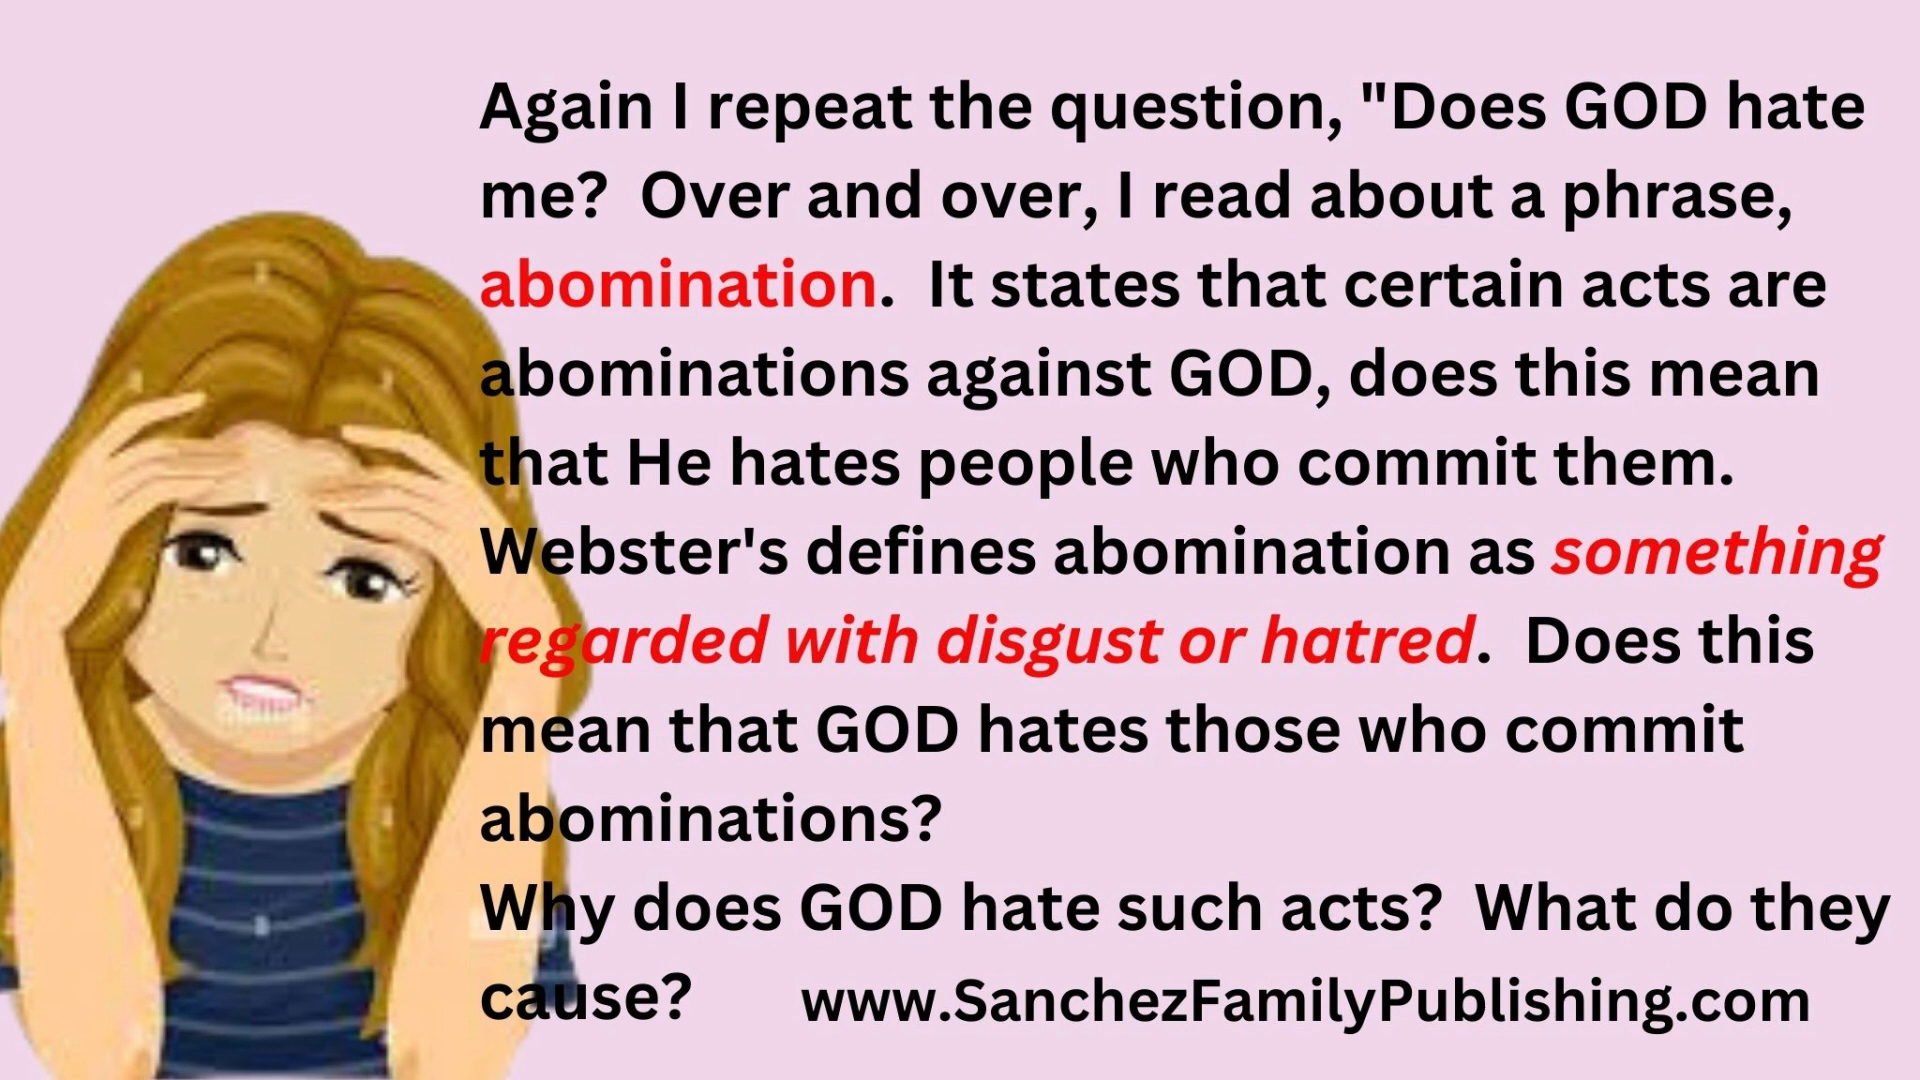 Again I repeat the question, "Does GOD hate
me?  Over and over, I read about a phrase,
abomination.  It states that certain acts are
abominations against GOD, does this mean
that He hates people who commit them.
Webster's defines abomination as something
regarded with disgust or hatred.  Does this
mean that GOD hates those who commit
abominations?
Why does GOD hate such acts?  What do they
cause?
www.SanchezFamilyPublishing.com